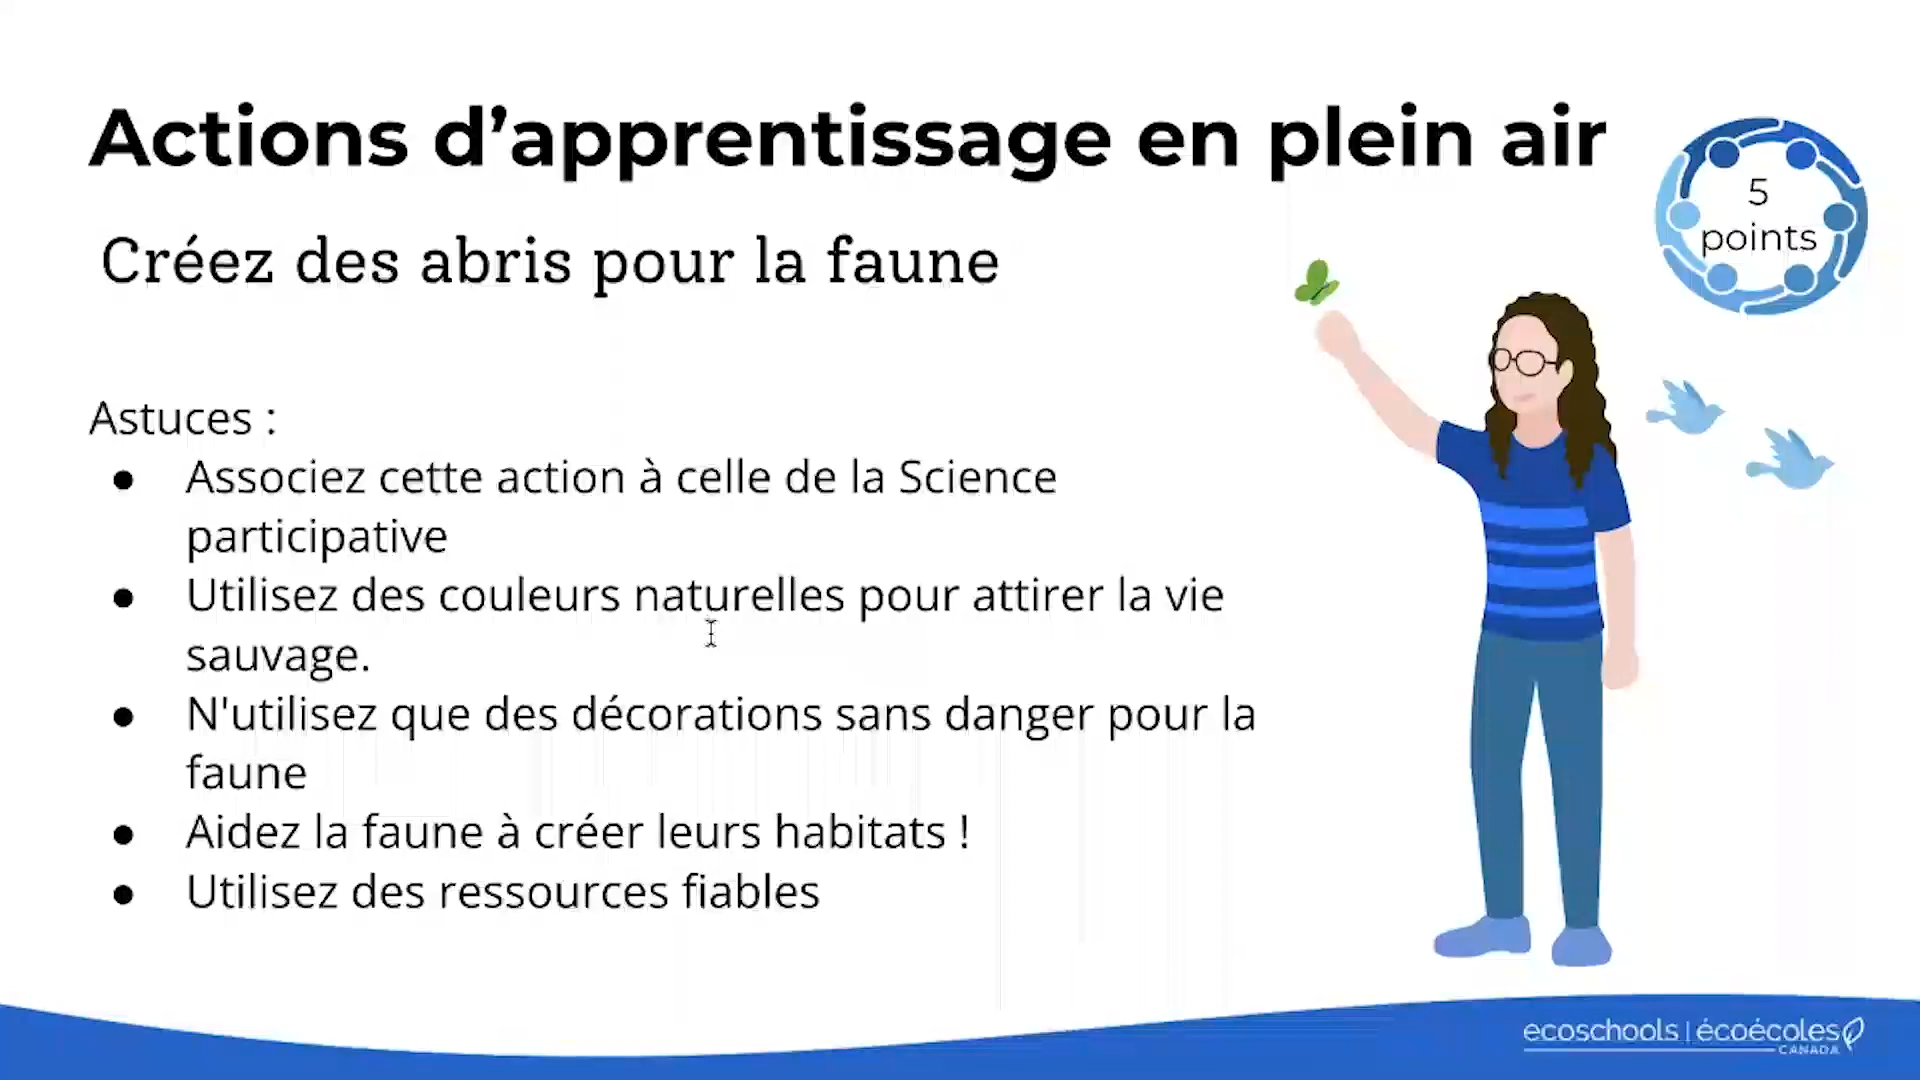 Actions d’apprentissage en plein air
5
points
Créez des abris pour la faune
Astuces :
● Associez cette action à celle de la Science
participative
● Utilisez des couleurs naturelles pour attirer la vie
sauvage.
● N'utilisez que des décorations sans danger pour la
faune
● Aidez la faune à créer leurs habitats !
● Utilisez des ressources fiables
ecoschools | écoécoles
CANADA